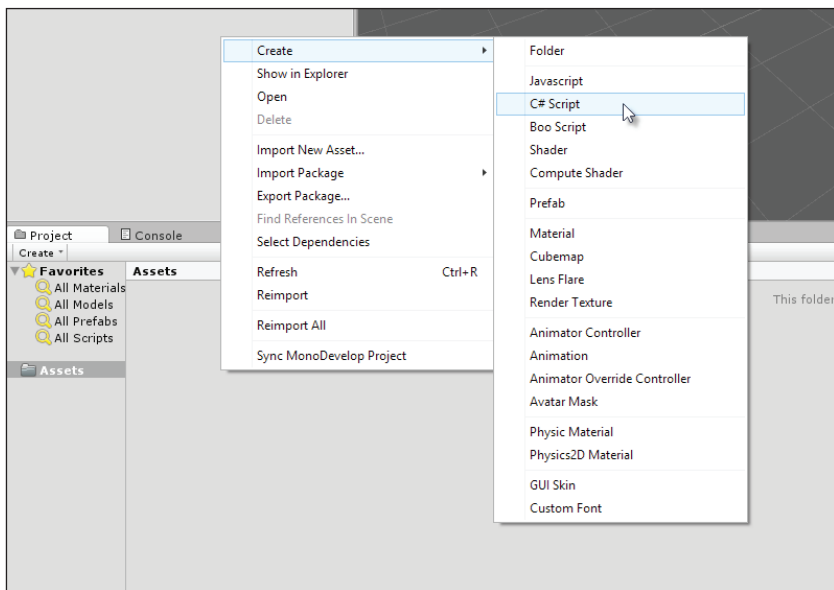 Create
Show in Explorer
Open
Delete
Import New Asset...
Import Package
Export Package...
Find References In Scene
Select Dependencies
Refresh Ctrl+R
Reimport
Reimport All
Sync MonoDevelop Project
Folder
Javascript
C# Script
Boo Script
Shader
Compute Shader
Prefab
Material
Cubemap
Lens Flare
Render Texture
Animator Controller
Animation
Animator Override Controller
Avatar Mask
Physic Material
Physics2D Material
GUI Skin
Custom Font
Project Console
Create
Favorites
All Materials
All Models
All Prefabs
All Scripts
Assets
Assets
This folder